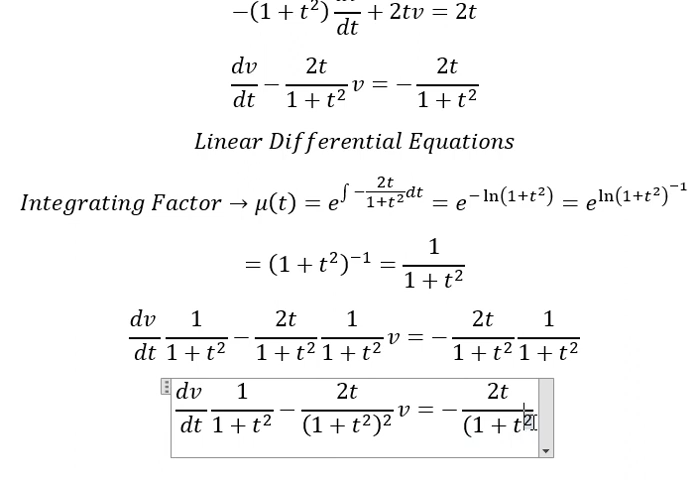 −(1 + t²) dv/dt + 2tv = 2t
dv/dt − 2t/(1 + t²) v = − 2t/(1 + t²)
Linear Differential Equations
Integrating Factor → μ(t) = e^(∫ −2t/(1+t²) dt) = e^(−ln(1+t²)) = e^(ln(1+t²)⁻¹)
= (1 + t²)⁻¹ = 1/(1 + t²)
dv/dt 1/(1 + t²) − 2t/(1 + t²) 1/(1 + t²) v = − 2t/(1 + t²) 1/(1 + t²)
dv/dt 1/(1 + t²) − 2t/(1 + t²)² v = − 2t/(1 + t²